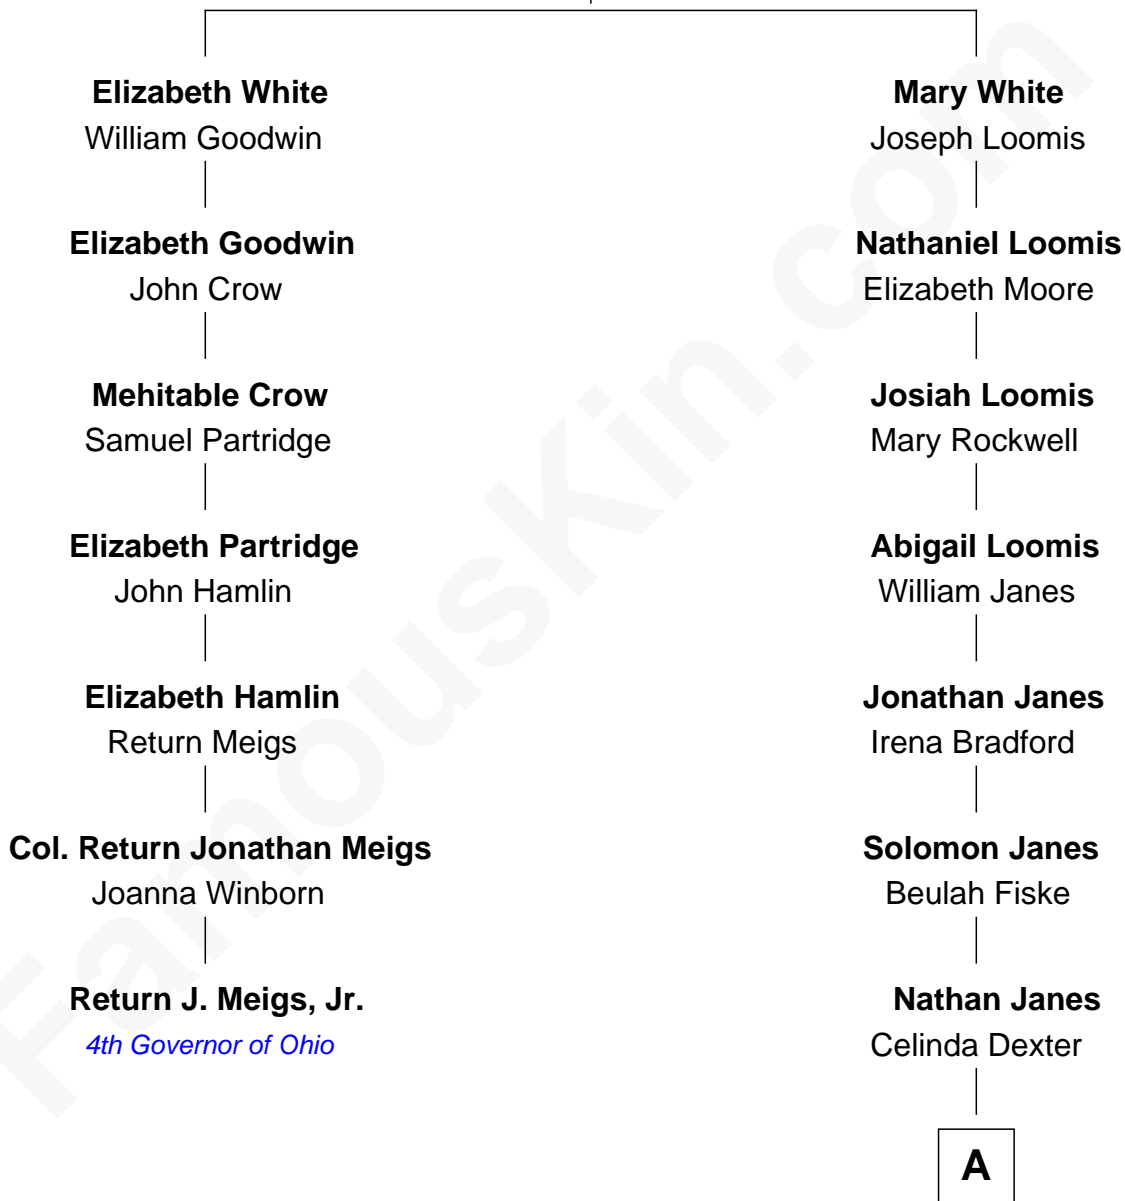 Elizabeth White
William Goodwin
Elizabeth Goodwin
John Crow
Mehitable Crow
Samuel Partridge
Elizabeth Partridge
John Hamlin
Elizabeth Hamlin
Return Meigs
Col. Return Jonathan Meigs
Joanna Winborn
Return J. Meigs, Jr.
4th Governor of Ohio
Mary White
Joseph Loomis
Nathaniel Loomis
Elizabeth Moore
Josiah Loomis
Mary Rockwell
Abigail Loomis
William Janes
Jonathan Janes
Irena Bradford
Solomon Janes
Beulah Fiske
Nathan Janes
Celinda Dexter
A
FamousKin.com